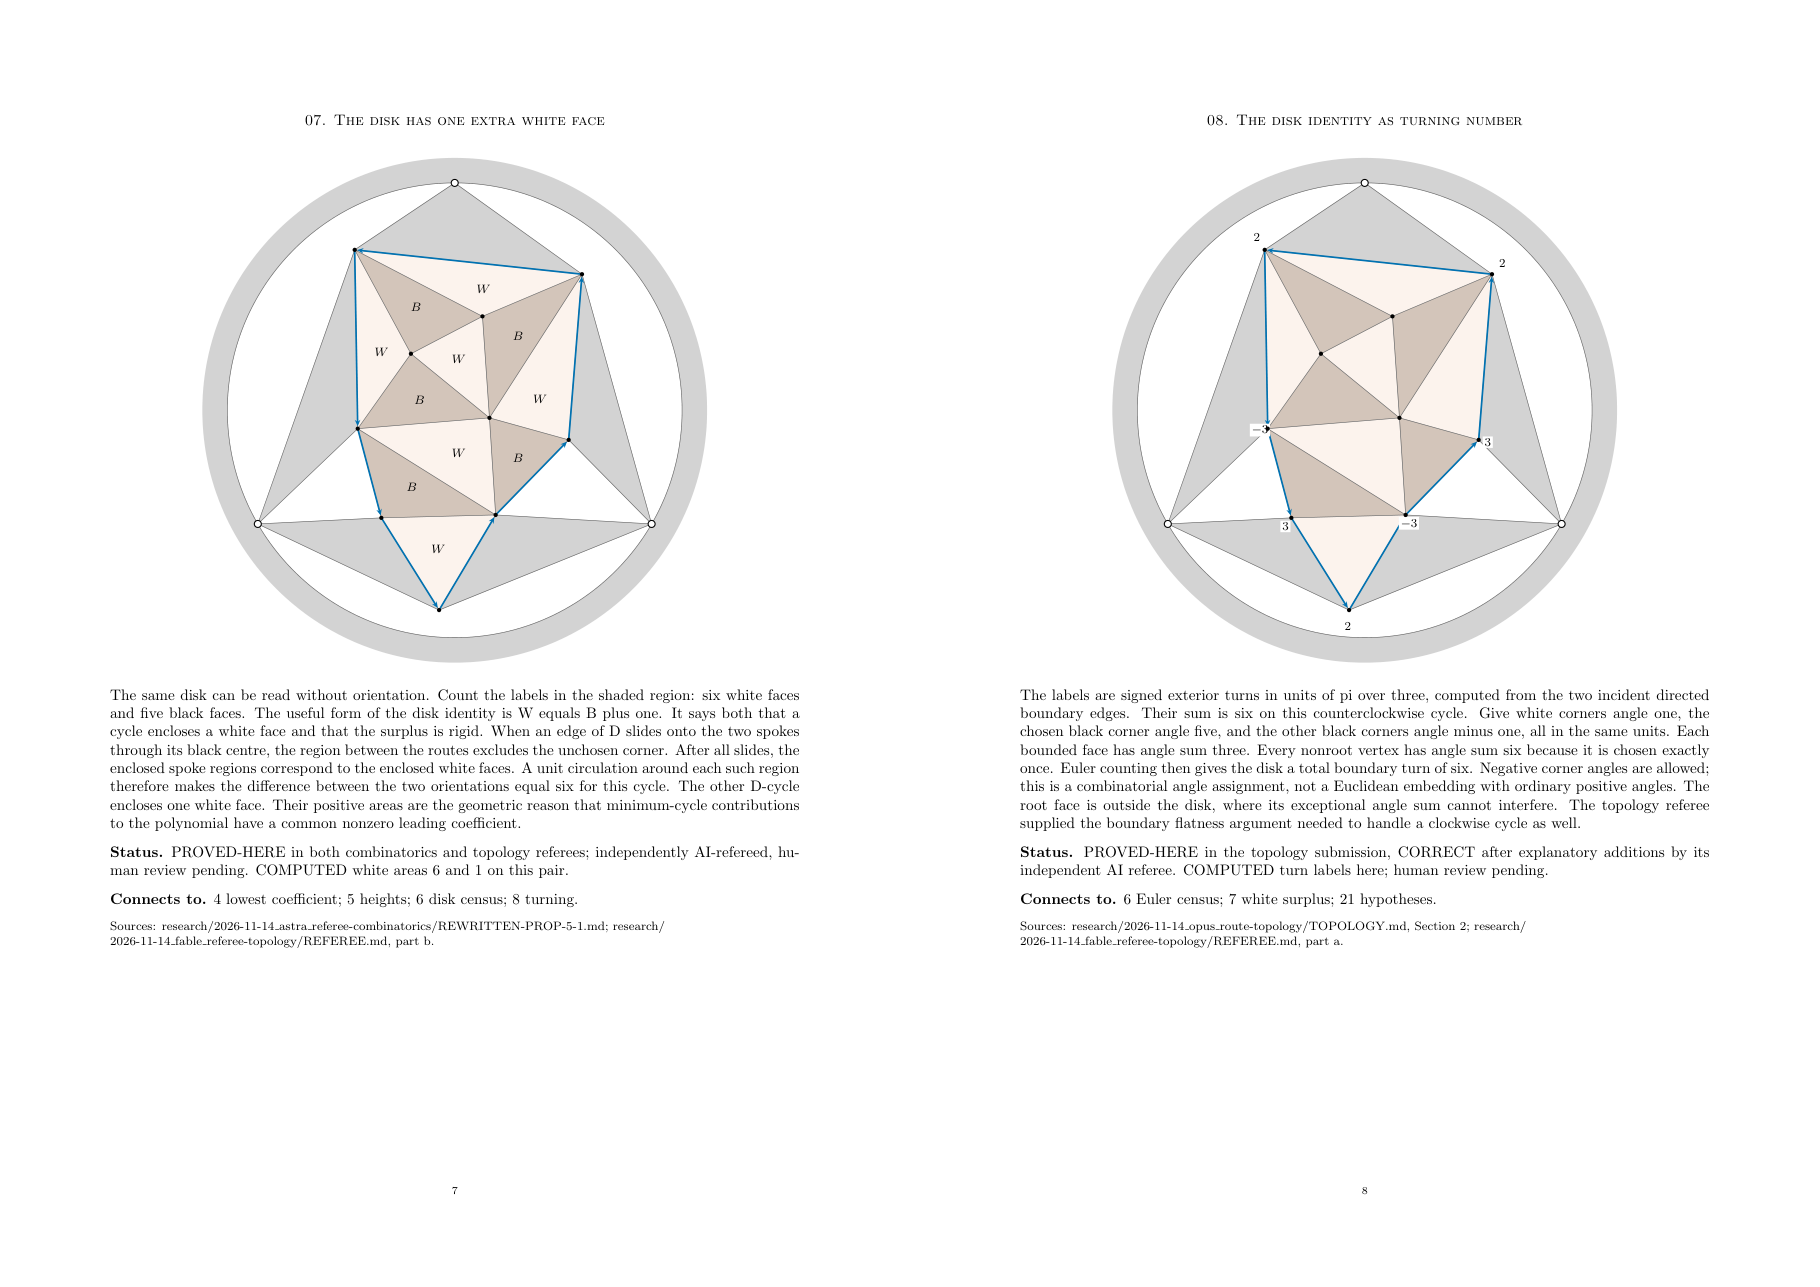 07. The disk has one extra white face
W
B
B
W
W
B
W
W
B
B
W
The same disk can be read without orientation. Count the labels in the shaded region: six white faces
and five black faces. The useful form of the disk identity is W equals B plus one. It says both that a
cycle encloses a white face and that the surplus is rigid. When an edge of D slides onto the two spokes
through its black centre, the region between the routes excludes the unchosen corner. After all slides, the
enclosed spoke regions correspond to the enclosed white faces. A unit circulation around each such region
therefore makes the difference between the two orientations equal six for this cycle. The other D-cycle
encloses one white face. Their positive areas are the geometric reason that minimum-cycle contributions
to the polynomial have a common nonzero leading coefficient.
Status. PROVED-HERE in both combinatorics and topology referees; independently AI-refereed, hu-
man review pending. COMPUTED white areas 6 and 1 on this pair.
Connects to. 4 lowest coefficient; 5 heights; 6 disk census; 8 turning.
Sources: research/2026-11-14_astra_referee-combinatorics/REWRITTEN-PROP-5-1.md; research/
2026-11-14_fable_referee-topology/REFEREE.md, part b.
7
08. The disk identity as turning number
2
2
−3
3
3
−3
2
The labels are signed exterior turns in units of pi over three, computed from the two incident directed
boundary edges. Their sum is six on this counterclockwise cycle. Give white corners angle one, the
chosen black corner angle five, and the other black corners angle minus one, all in the same units. Each
bounded face has angle sum three. Every nonroot vertex has angle sum six because it is chosen exactly
once. Euler counting then gives the disk a total boundary turn of six. Negative corner angles are allowed;
this is a combinatorial angle assignment, not a Euclidean embedding with ordinary positive angles. The
root face is outside the disk, where its exceptional angle sum cannot interfere. The topology referee
supplied the boundary flatness argument needed to handle a clockwise cycle as well.
Status. PROVED-HERE in the topology submission, CORRECT after explanatory additions by its
independent AI referee. COMPUTED turn labels here; human review pending.
Connects to. 6 Euler census; 7 white surplus; 21 hypotheses.
Sources: research/2026-11-14_opus_route-topology/TOPOLOGY.md, Section 2; research/
2026-11-14_fable_referee-topology/REFEREE.md, part a.
8